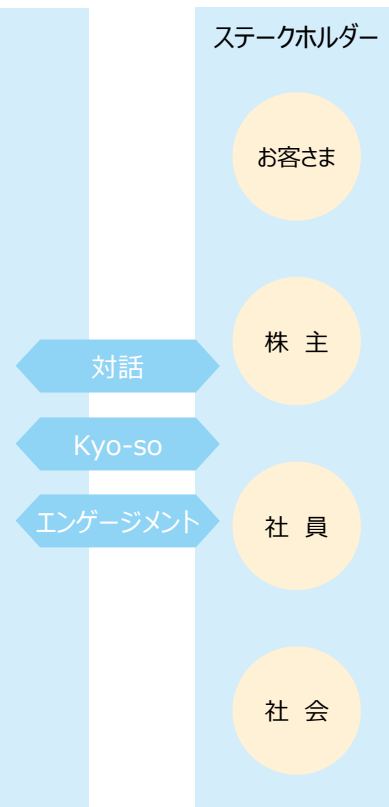 ステークホルダー
お客さま
株 主
対話
Kyo-so
エンゲージメント
社 員
社 会